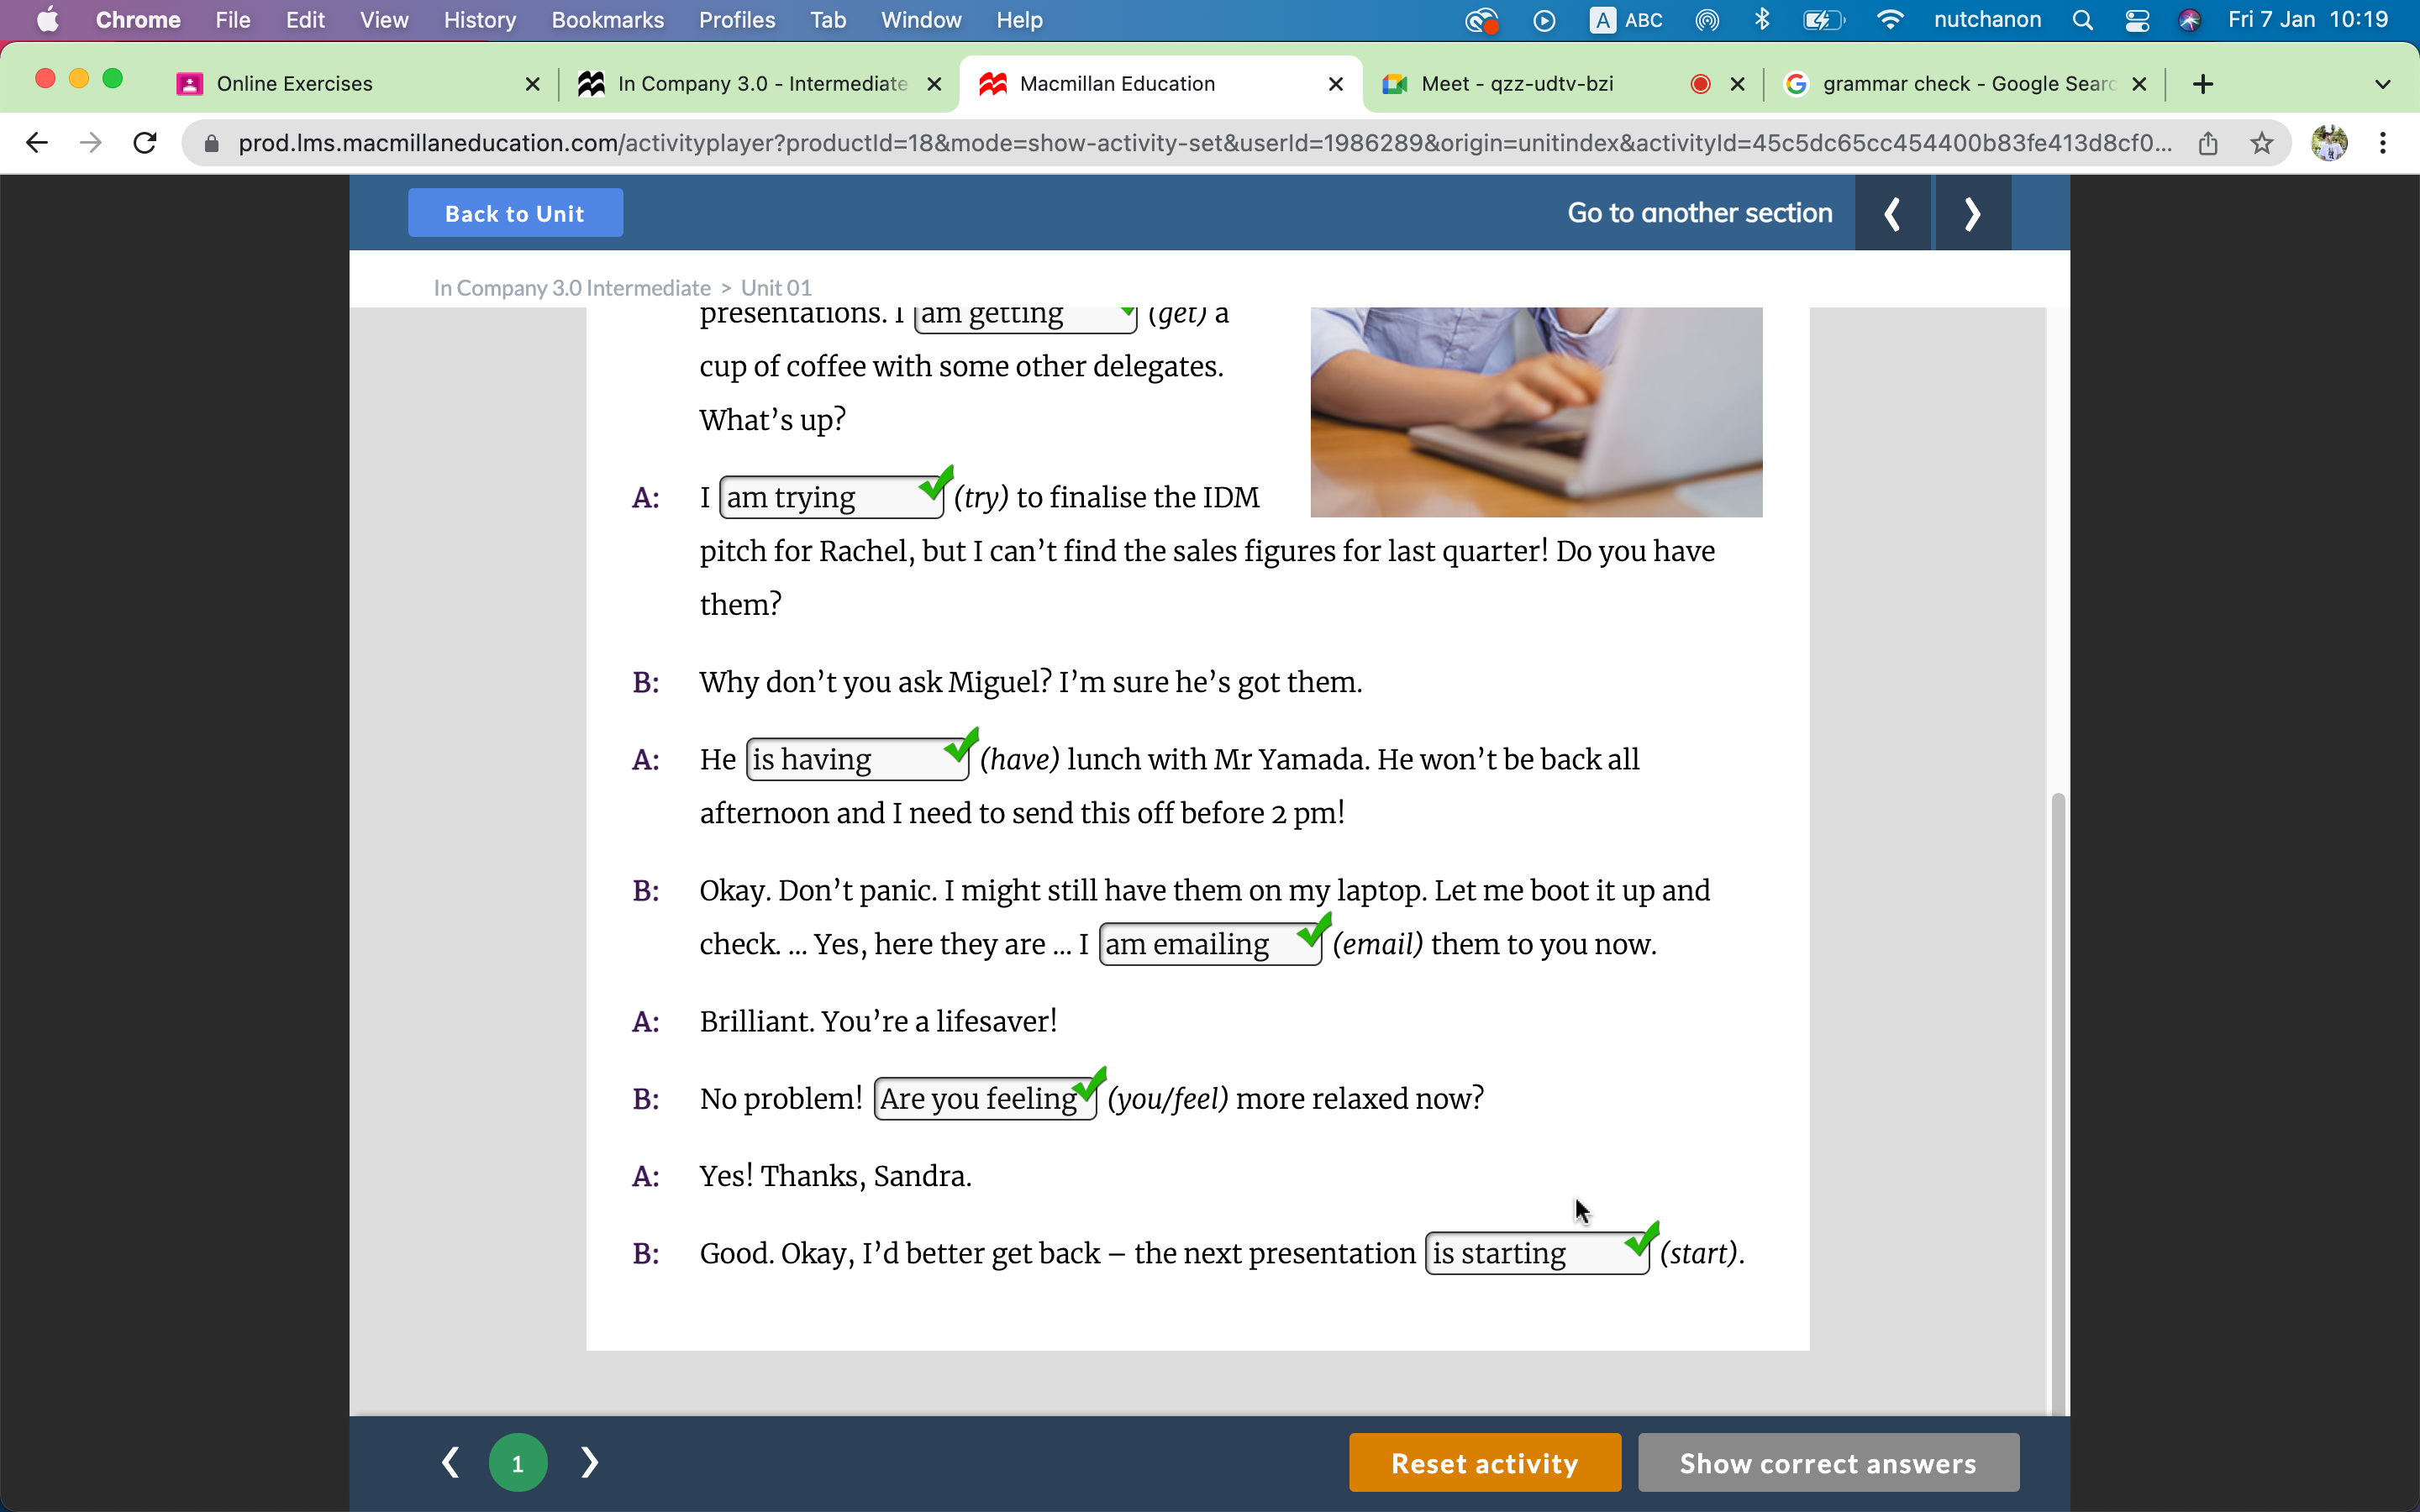 Chrome File Edit View History Bookmarks Profiles Tab Window Help A ABC nutchanon Fri 7 Jan 10:19
Online Exercises In Company 3.0 - Intermediate Macmillan Education Meet - qzz-udtv-bzi grammar check - Google Searc
prod.lms.macmillaneducation.com/activityplayer?productId=18&mode=show-activity-set&userId=1986289&origin=unitindex&activityId=45c5dc65cc454400b83fe413d8cf0...
Back to Unit Go to another section
In Company 3.0 Intermediate > Unit 01
presentations. I am getting (get) a
cup of coffee with some other delegates.
What’s up?
A: I am trying (try) to finalise the IDM
pitch for Rachel, but I can’t find the sales figures for last quarter! Do you have
them?
B: Why don’t you ask Miguel? I’m sure he’s got them.
A: He is having (have) lunch with Mr Yamada. He won’t be back all
afternoon and I need to send this off before 2 pm!
B: Okay. Don’t panic. I might still have them on my laptop. Let me boot it up and
check. ... Yes, here they are ... I am emailing (email) them to you now.
A: Brilliant. You’re a lifesaver!
B: No problem! Are you feeling (you/feel) more relaxed now?
A: Yes! Thanks, Sandra.
B: Good. Okay, I’d better get back – the next presentation is starting (start).
1 Reset activity Show correct answers